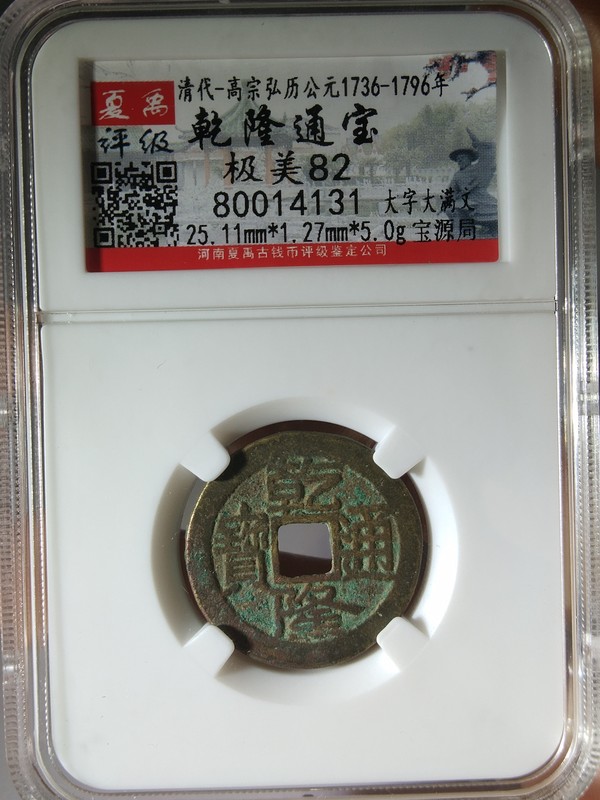 夏禹
评级
清代-高宗弘历公元1736-1796年
乾隆通宝
极美82
80014131 大字大满文
25.11mm*1.27mm*5.0g 宝源局
河南夏禹古钱币评级鉴定公司
乾隆通寶